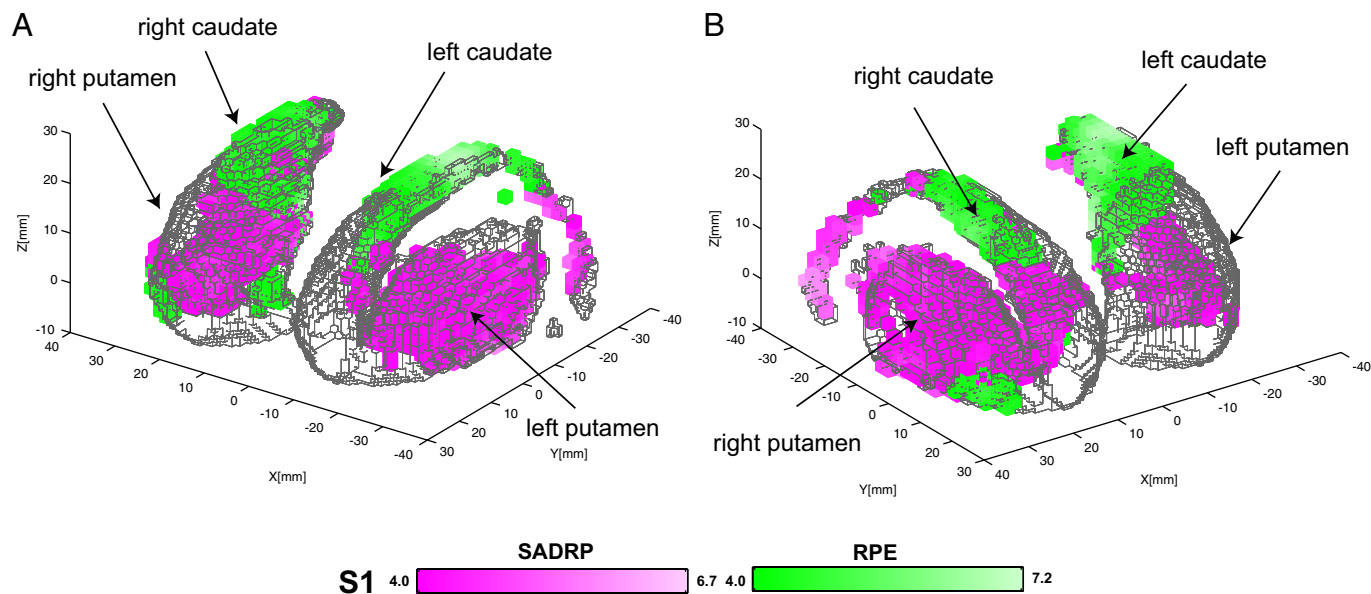 A
right caudate
right putamen
left caudate
30
20
10
0
-10
Z[mm]
40
30
20
10
0
-10
-20
-30
-40
X[mm]
30
20
10
0
-10
-20
-30
-40
Y[mm]
left putamen
B
left caudate
right caudate
left putamen
30
20
10
0
-10
Z[mm]
-40
-30
-20
-10
0
10
20
30
Y[mm]
40
30
20
10
0
-10
-20
-30
-40
X[mm]
right putamen
SADRP RPE
S1 4.0 6.7 4.0 7.2